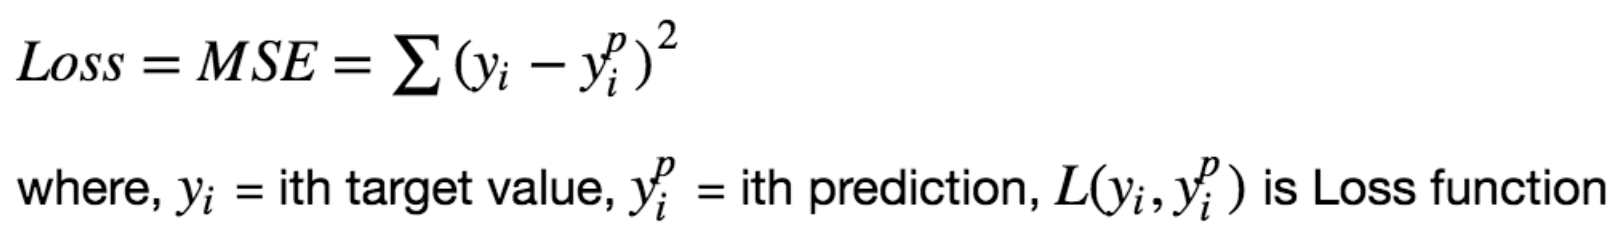 Loss = MSE = ∑(yᵢ − yᵢᵖ)²
where, yᵢ = ith target value, yᵢᵖ = ith prediction, L(yᵢ, yᵢᵖ) is Loss function